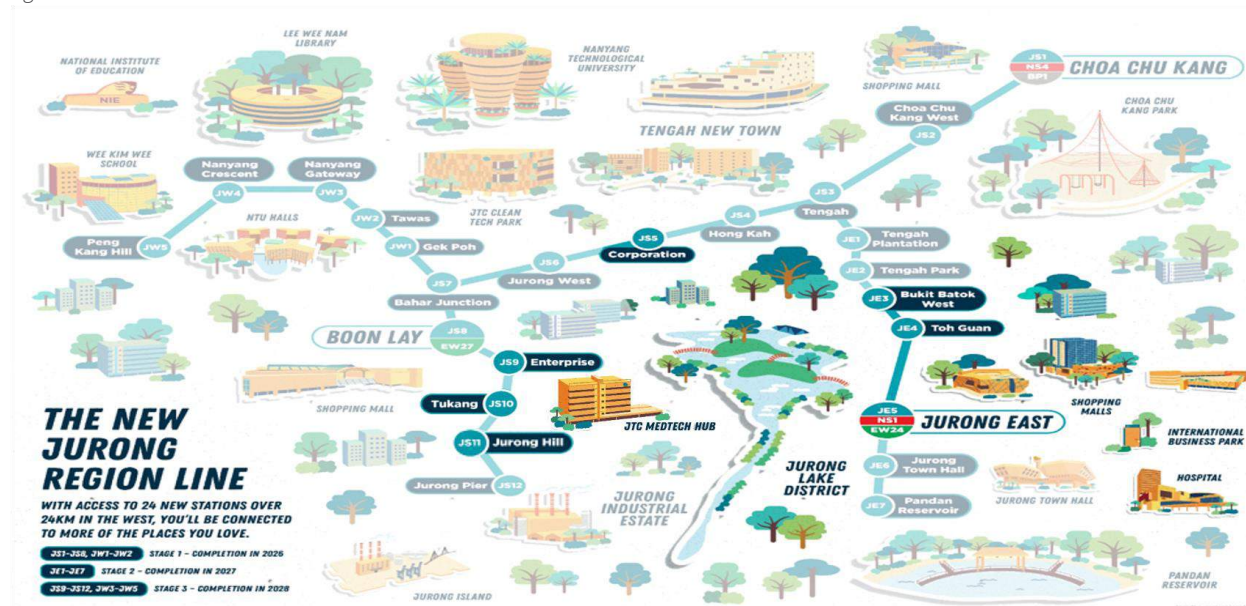 LEE WEE NAM
LIBRARY
NATIONAL INSTITUTE
OF EDUCATION
NIE
NANYANG
TECHNOLOGICAL
UNIVERSITY
SHOPPING MALL
JS1
NS4
BP1
CHOA CHU KANG
Choa Chu
Kang West
JS2
CHOA CHU
KANG PARK
TENGAH NEW TOWN
WEE KIM WEE
SCHOOL
Nanyang
Crescent
JW4
Nanyang
Gateway
JW3
JW2
Tawas
JTC CLEAN
TECH PARK
JS3
Tengah
JS4
Hong Kah
JS5
Corporation
JS6
Jurong West
NTU HALLS
Peng
Kang Hill
JW5
JW1
Gek Poh
JS7
Bahar Junction
JE1
Tengah
Plantation
JE2
Tengah Park
JE3
Bukit Batok
West
JE4
Toh Guan
BOON LAY
JS8
EW27
JS9
Enterprise
Tukang
JS10
JS11
Jurong Hill
Jurong Pier
JS12
SHOPPING MALL
JTC MEDTECH HUB
SHOPPING
MALLS
JE5
NS1
EW24
JURONG EAST
INTERNATIONAL
BUSINESS PARK
JE6
Jurong
Town Hall
JE7
Pandan
Reservoir
JURONG TOWN HALL
HOSPITAL
JURONG
LAKE
DISTRICT
JURONG
INDUSTRIAL
ESTATE
JURONG ISLAND
PANDAN
RESERVOIR
THE NEW
JURONG
REGION LINE
WITH ACCESS TO 24 NEW STATIONS OVER
24KM IN THE WEST, YOU'LL BE CONNECTED
TO MORE OF THE PLACES YOU LOVE.
JS1-JS8, JW1-JW2 STAGE 1 - COMPLETION IN 2026
JE1-JE7 STAGE 2 - COMPLETION IN 2027
JS9-JS12, JW3-JW5 STAGE 3 - COMPLETION IN 2028